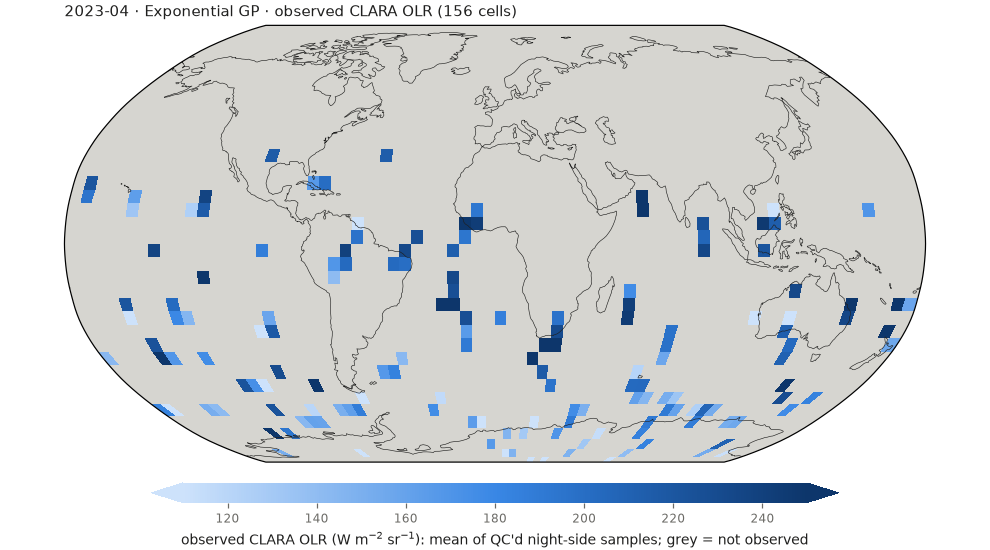 2023-04 · Exponential GP · observed CLARA OLR (156 cells)
120 140 160 180 200 220 240
observed CLARA OLR (W m⁻² sr⁻¹): mean of QC'd night-side samples; grey = not observed